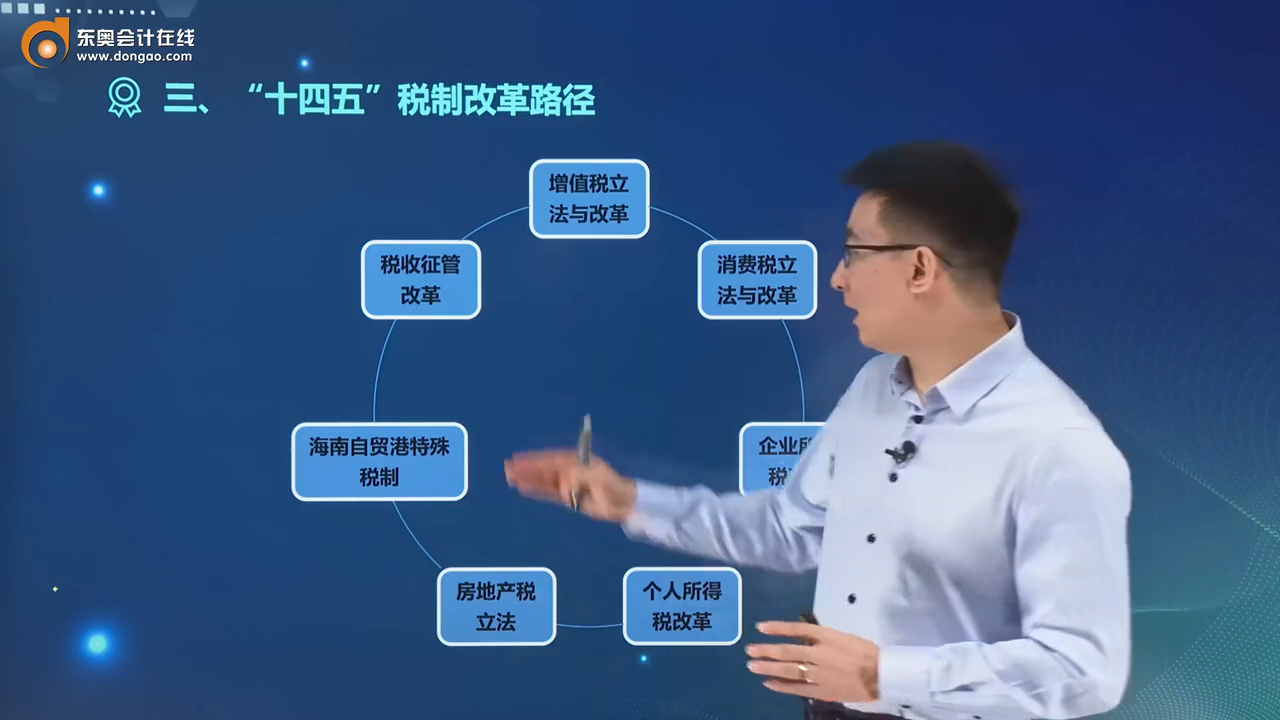 东奥会计在线
www.dongao.com
三、“十四五”税制改革路径
增值税立
法与改革
税收征管
改革
消费税立
法与改革
海南自贸港特殊
税制
企业
税
房地产税
立法
个人所得
税改革